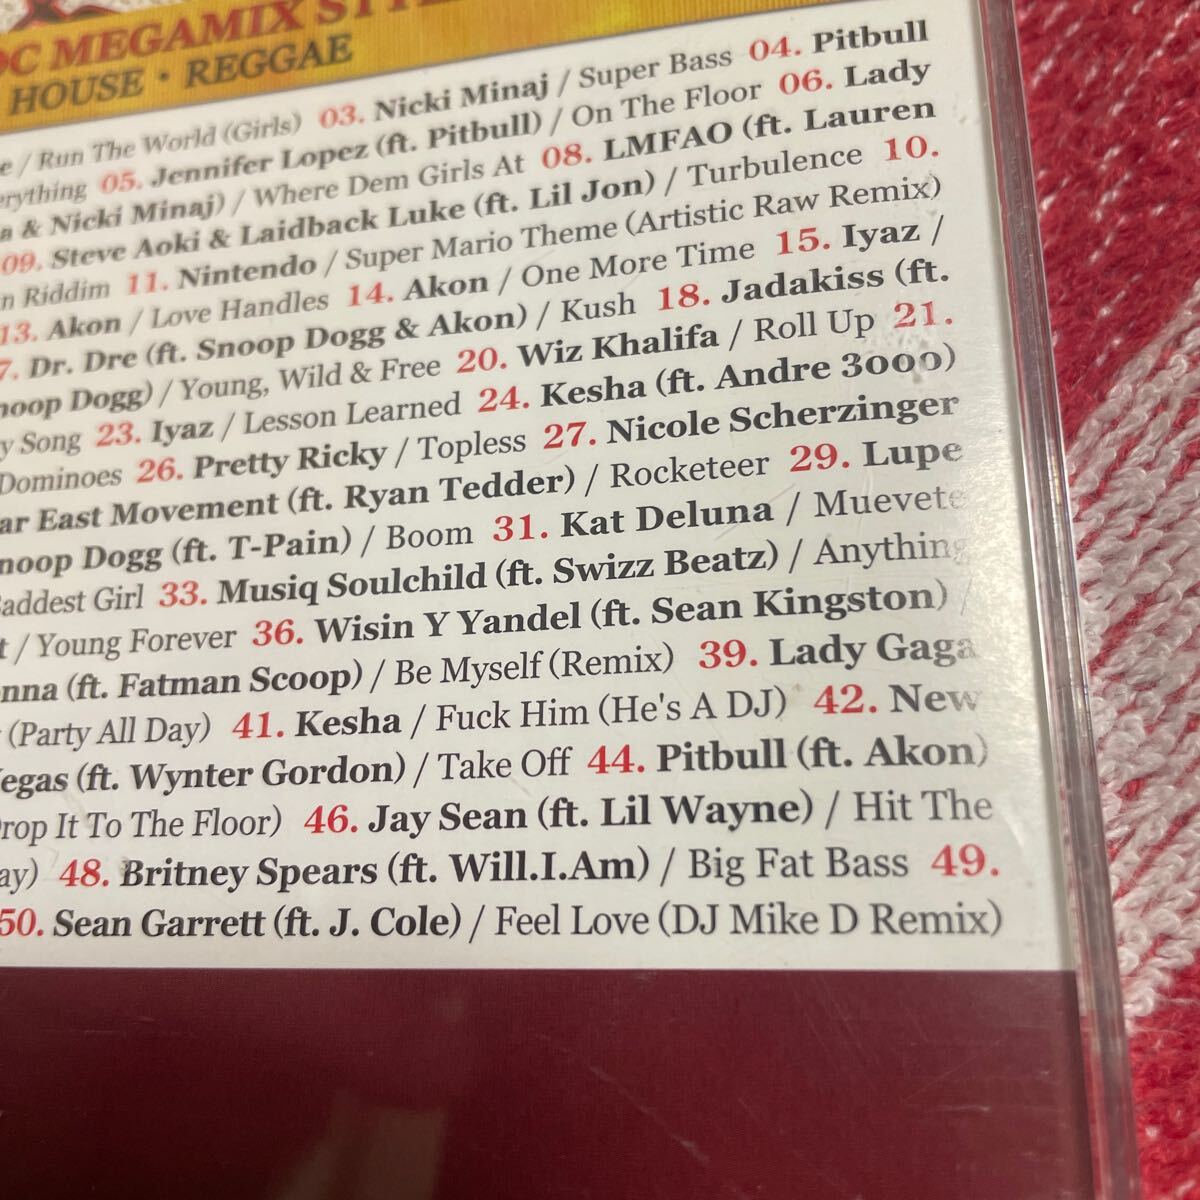 OC MEGAMIX STYLE
HOUSE・REGGAE
e / Run The World (Girls) 03. Nicki Minaj / Super Bass 04. Pitbull
erything 05. Jennifer Lopez (ft. Pitbull) / On The Floor 06. Lady
a & Nicki Minaj) / Where Dem Girls At 08. LMFAO (ft. Lauren
09. Steve Aoki & Laidback Luke (ft. Lil Jon) / Turbulence 10.
n Riddim 11. Nintendo / Super Mario Theme (Artistic Raw Remix)
13. Akon / Love Handles 14. Akon / One More Time 15. Iyaz /
7. Dr. Dre (ft. Snoop Dogg & Akon) / Kush 18. Jadakiss (ft.
noop Dogg) / Young, Wild & Free 20. Wiz Khalifa / Roll Up 21.
y Song 23. Iyaz / Lesson Learned 24. Kesha (ft. Andre 3000)
Dominoes 26. Pretty Ricky / Topless 27. Nicole Scherzinger
ar East Movement (ft. Ryan Tedder) / Rocketeer 29. Lupe
noop Dogg (ft. T-Pain) / Boom 31. Kat Deluna / Muevete
Baddest Girl 33. Musiq Soulchild (ft. Swizz Beatz) / Anything
t / Young Forever 36. Wisin Y Yandel (ft. Sean Kingston) /
nna (ft. Fatman Scoop) / Be Myself (Remix) 39. Lady Gaga
(Party All Day) 41. Kesha / Fuck Him (He's A DJ) 42. New
Vegas (ft. Wynter Gordon) / Take Off 44. Pitbull (ft. Akon)
Drop It To The Floor) 46. Jay Sean (ft. Lil Wayne) / Hit The
ay) 48. Britney Spears (ft. Will.I.Am) / Big Fat Bass 49.
50. Sean Garrett (ft. J. Cole) / Feel Love (DJ Mike D Remix)